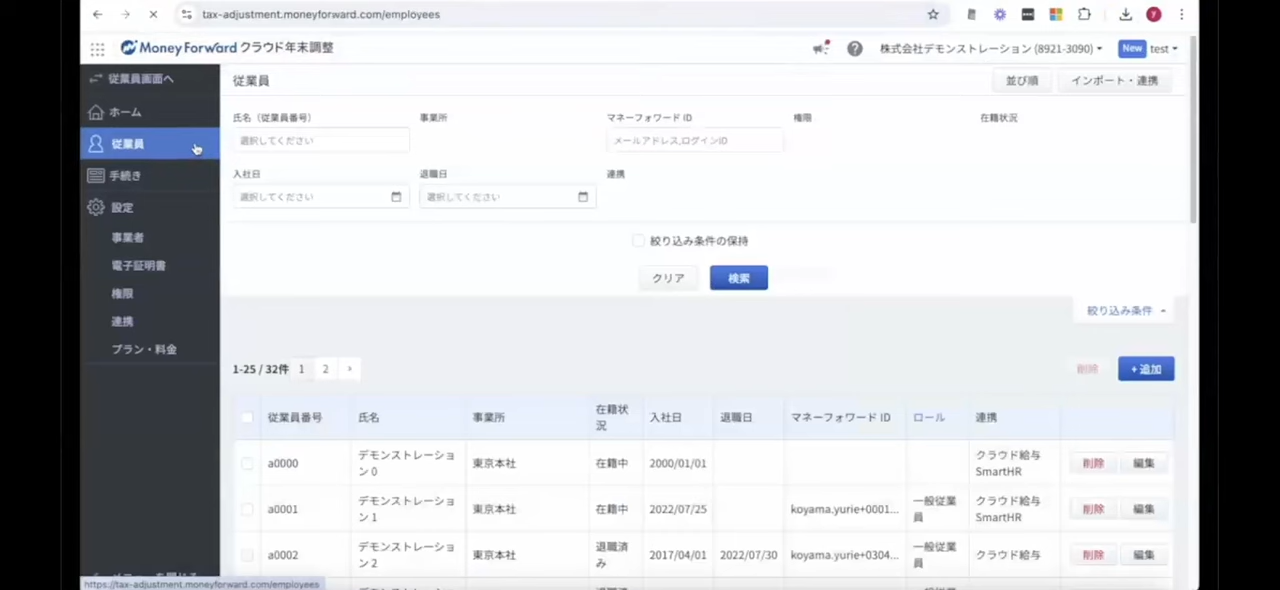 tax-adjustment.moneyforward.com/employees
Money Forward クラウド年末調整
株式会社デモンストレーション (8921-3090)
New test
従業員画面へ
ホーム
従業員
手続き
設定
事業者
電子証明書
権限
連携
プラン・料金
従業員
並び順
インポート・連携
氏名（従業員番号） 事業所 マネーフォワード ID 権限 在籍状況
選択してください メールアドレス,ログインID
入社日 退職日 連携
選択してください 選択してください
絞り込み条件の保持
クリア 検索
絞り込み条件
1-25 / 32件 1 2 ›
削除 + 追加
従業員番号 氏名 事業所 在籍状況 入社日 退職日 マネーフォワード ID ロール 連携
a0000 デモンストレーション 0 東京本社 在籍中 2000/01/01 クラウド給与 SmartHR 削除 編集
a0001 デモンストレーション 1 東京本社 在籍中 2022/07/25 koyama.yurie+0001... 一般従業員 クラウド給与 SmartHR 削除 編集
a0002 デモンストレーション 2 東京本社 退職済み 2017/04/01 2022/07/30 koyama.yurie+0304... 一般従業員 クラウド給与 削除 編集
https://tax-adjustment.moneyforward.com/employees